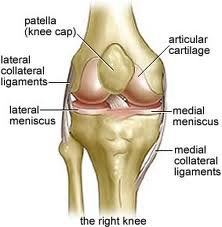 patella
(knee cap)
articular
cartilage
lateral
collateral
ligaments
lateral
meniscus
medial
meniscus
medial
collateral
ligaments
the right knee